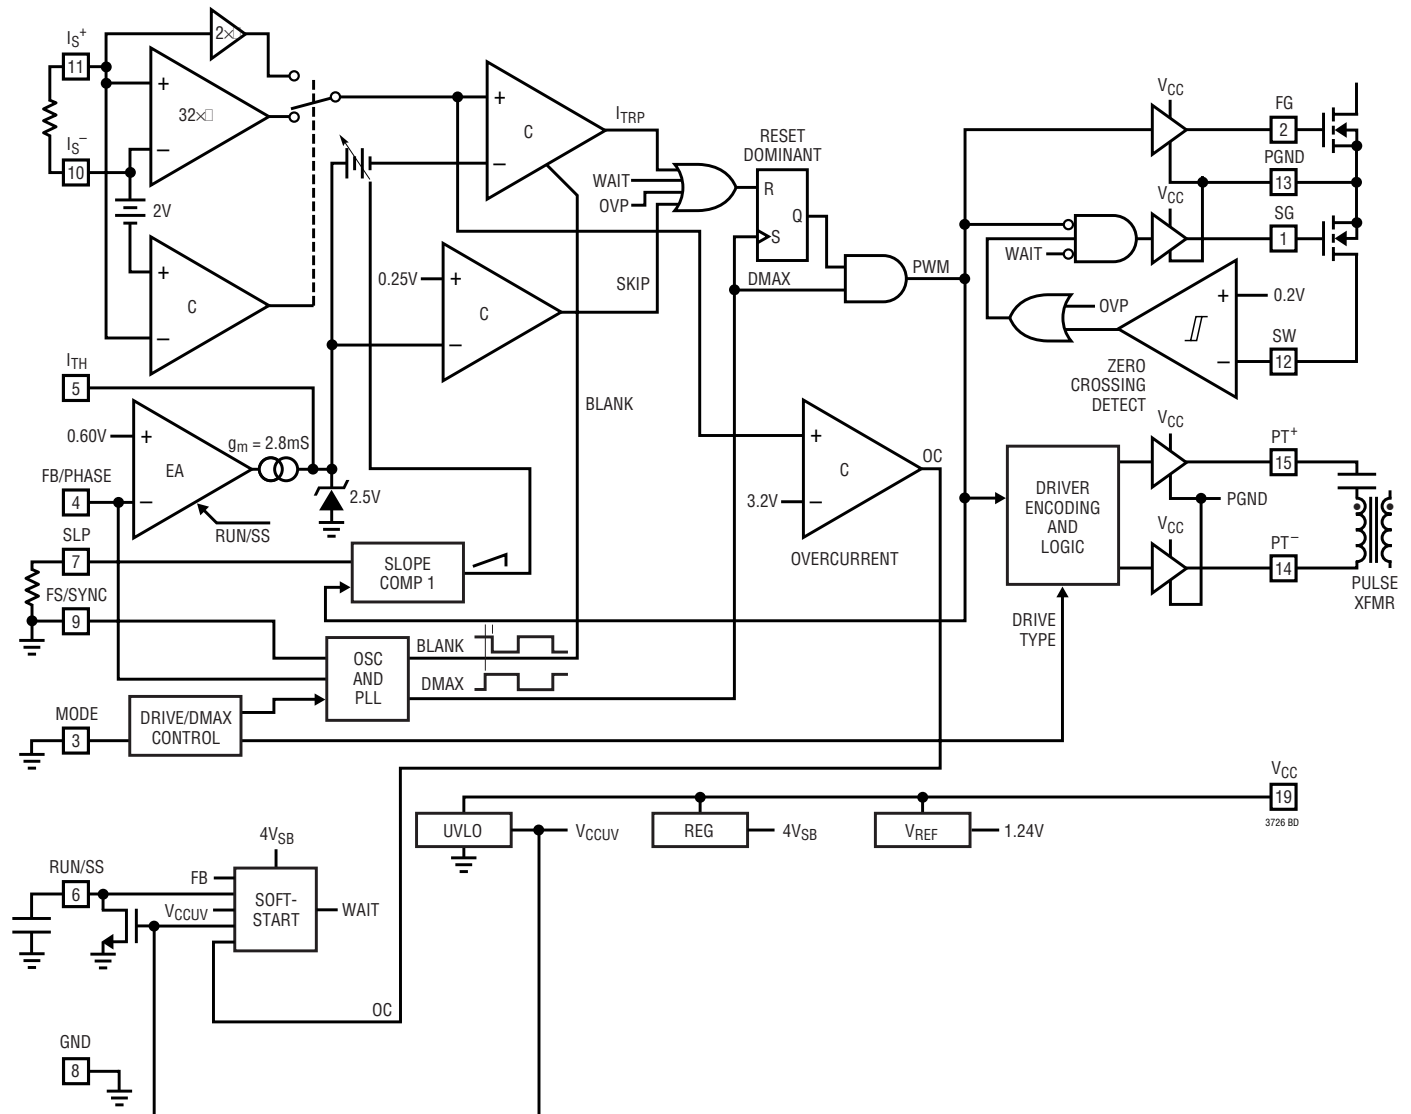 IS+
11
2×
+
32×
–
IS–
10
2V
+
C
–
+
C
–
ITRP
WAIT
OVP
RESET
DOMINANT
R
Q
S
DMAX
PWM
0.25V
+
C
–
SKIP
BLANK
VCC
FG
2
PGND
13
VCC
SG
1
WAIT
OVP
+
0.2V
–
SW
12
ZERO
CROSSING
DETECT
ITH
5
0.60V
+
EA
–
gm = 2.8mS
2.5V
FB/PHASE
4
RUN/SS
SLP
7
SLOPE
COMP 1
FS/SYNC
9
+
C
–
3.2V
OC
OVERCURRENT
DRIVER
ENCODING
AND
LOGIC
VCC
PT+
15
PGND
VCC
PT–
14
PULSE
XFMR
DRIVE
TYPE
OSC
AND
PLL
BLANK
DMAX
MODE
3
DRIVE/DMAX
CONTROL
VCC
19
3726 BD
UVLO
VCCUV
REG
4VSB
VREF
1.24V
4VSB
RUN/SS
6
FB
VCCUV
SOFT-
START
WAIT
OC
GND
8